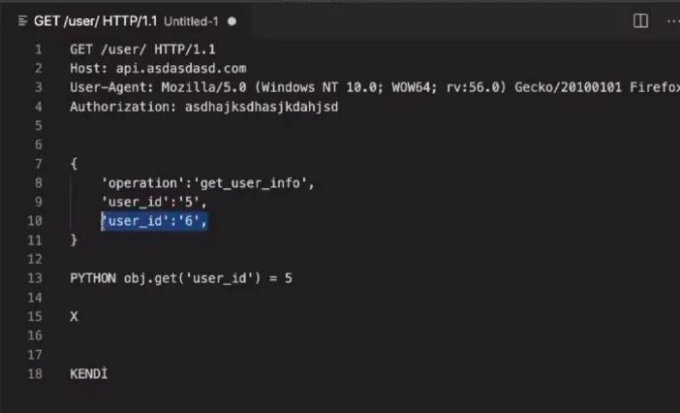 GET /user/ HTTP/1.1 Untitled-1
1 GET /user/ HTTP/1.1
2 Host: api.asdasdasd.com
3 User-Agent: Mozilla/5.0 (Windows NT 10.0; WOW64; rv:56.0) Gecko/20100101 Firefox
4 Authorization: asdhajksdhasjkdahjsd
5
6
7 {
8 'operation':'get_user_info',
9 'user_id':'5',
10 'user_id':'6',
11 }
12
13 PYTHON obj.get('user_id') = 5
14
15 X
16
17
18 KENDİ